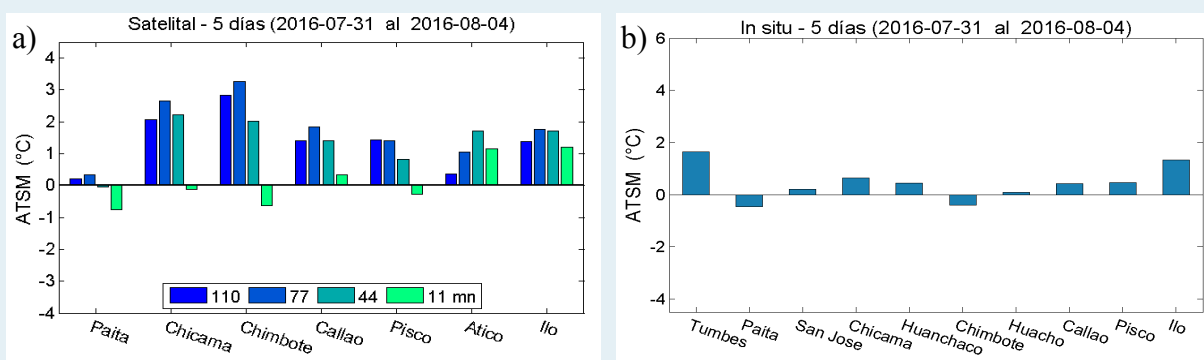 a)
Satelital - 5 días (2016-07-31 al 2016-08-04)
ATSM (°C)
4
3
2
1
0
-1
-2
-3
-4
110 77 44 11 mn
Paita Chicama Chimbote Callao Pisco Atico Ilo
b)
In situ - 5 días (2016-07-31 al 2016-08-04)
ATSM (°C)
6
4
2
0
-2
-4
Tumbes Paita San Jose Chicama Huanchaco Chimbote Huacho Callao Pisco Ilo